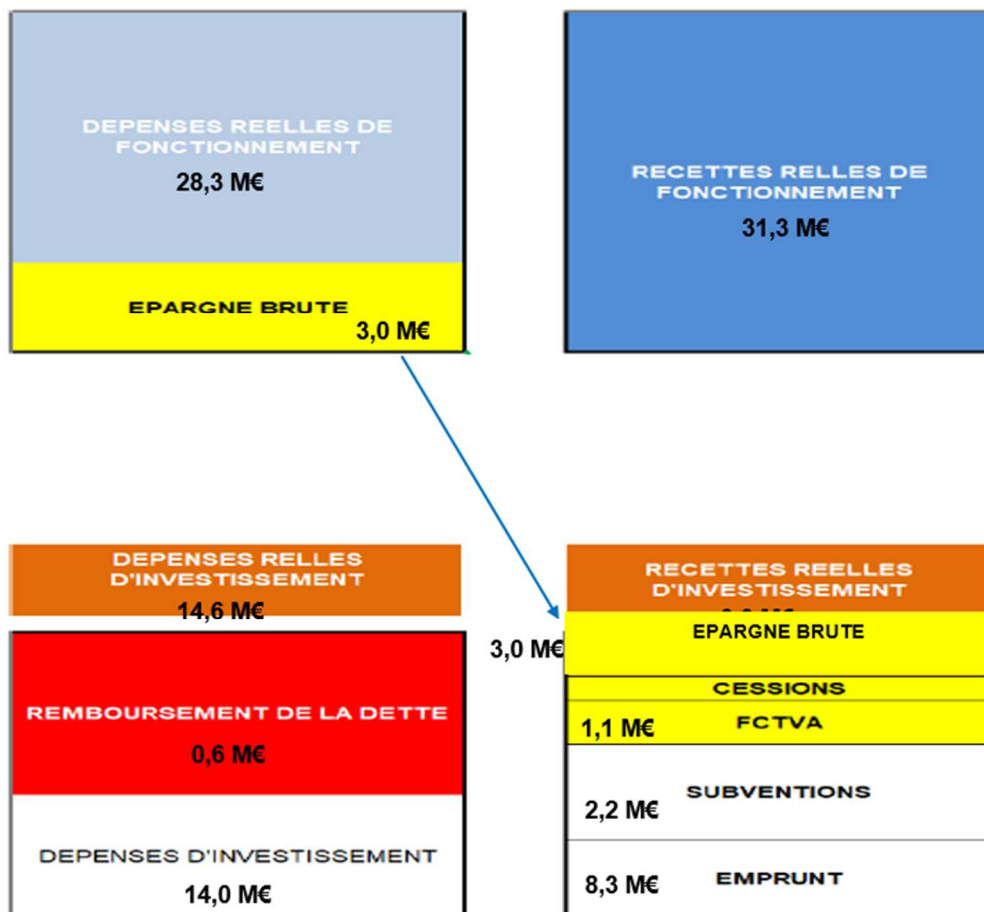 DEPENSES REELLES DE
FONCTIONNEMENT
28,3 M€
EPARGNE BRUTE
3,0 M€
RECETTES RELLES DE
FONCTIONNEMENT
31,3 M€
DEPENSES RELLES
D'INVESTISSEMENT
14,6 M€
REMBOURSEMENT DE LA DETTE
0,6 M€
DEPENSES D'INVESTISSEMENT
14,0 M€
RECETTES REELLES
D'INVESTISSEMENT
3,0 M€
EPARGNE BRUTE
CESSIONS
1,1 M€ FCTVA
SUBVENTIONS
2,2 M€
8,3 M€ EMPRUNT